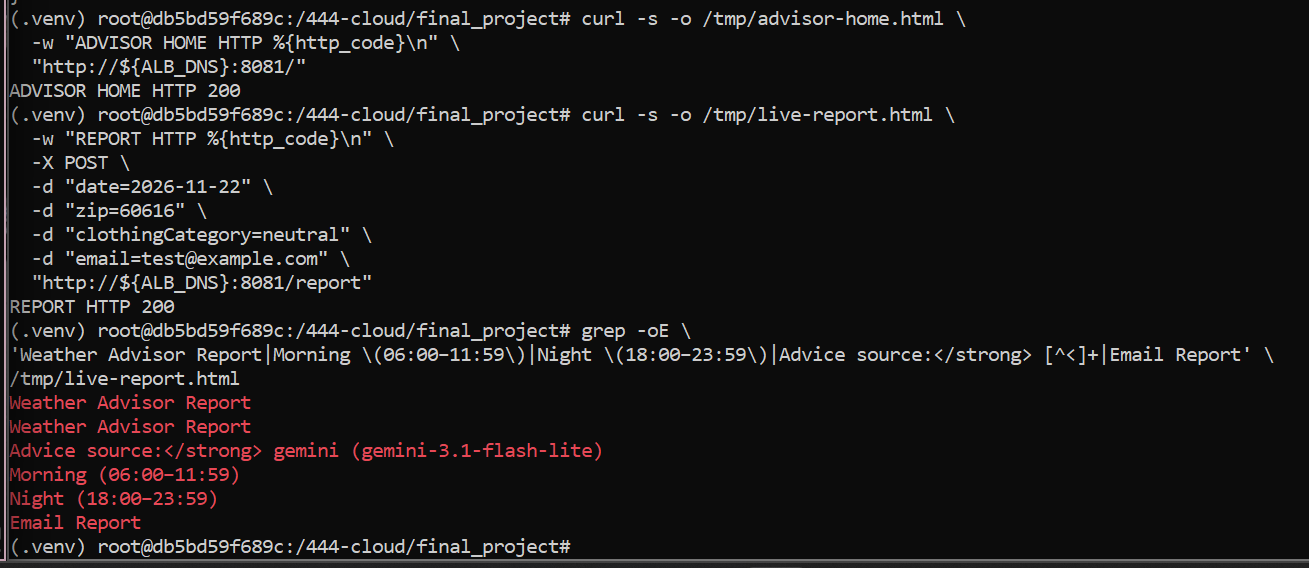 (.venv) root@db5bd59f689c:/444-cloud/final_project# curl -s -o /tmp/advisor-home.html \
  -w "ADVISOR HOME HTTP %{http_code}\n" \
  "http://${ALB_DNS}:8081/"
ADVISOR HOME HTTP 200
(.venv) root@db5bd59f689c:/444-cloud/final_project# curl -s -o /tmp/live-report.html \
  -w "REPORT HTTP %{http_code}\n" \
  -X POST \
  -d "date=2026-11-22" \
  -d "zip=60616" \
  -d "clothingCategory=neutral" \
  -d "email=test@example.com" \
  "http://${ALB_DNS}:8081/report"
REPORT HTTP 200
(.venv) root@db5bd59f689c:/444-cloud/final_project# grep -oE \
'Weather Advisor Report|Morning \(06:00–11:59\)|Night \(18:00–23:59\)|Advice source:</strong> [^<]+|Email Report' \
/tmp/live-report.html
Weather Advisor Report
Weather Advisor Report
Advice source:</strong> gemini (gemini-3.1-flash-lite)
Morning (06:00–11:59)
Night (18:00–23:59)
Email Report
(.venv) root@db5bd59f689c:/444-cloud/final_project#